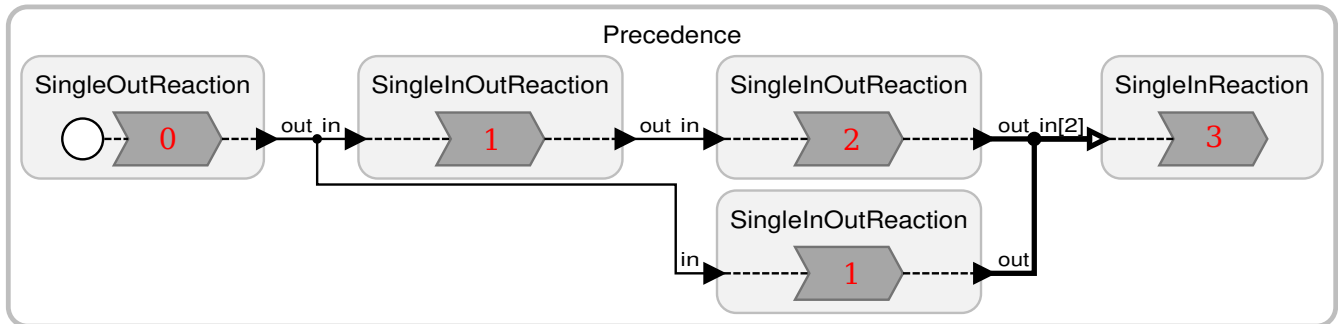 Precedence
SingleOutReaction
0
out
in
SingleInOutReaction
1
out
in
SingleInOutReaction
2
out
in[2]
SingleInReaction
3
in
SingleInOutReaction
1
out